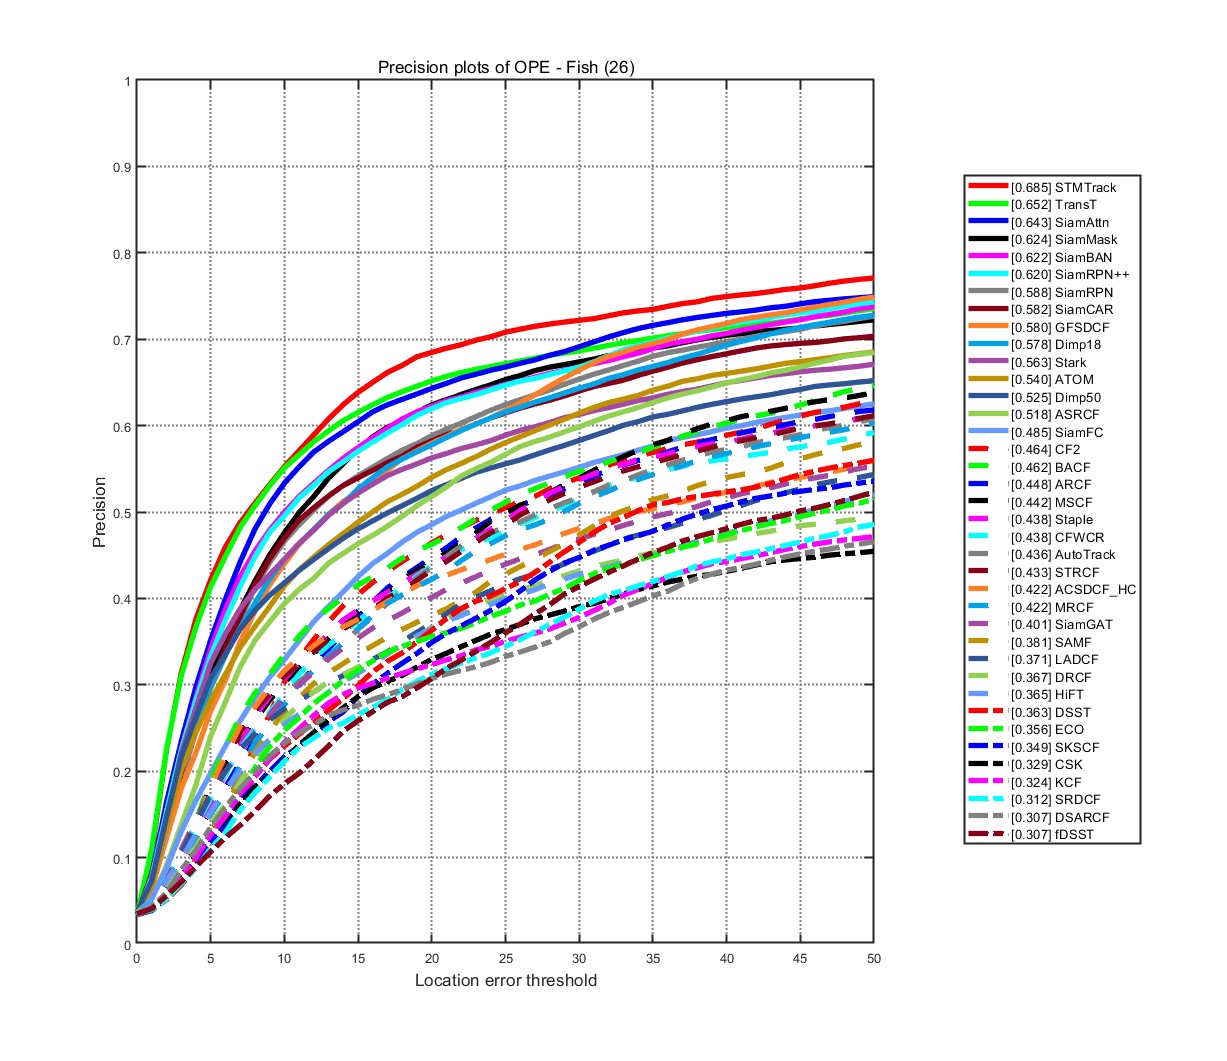 Precision plots of OPE - Fish (26)
1
0.9
0.8
0.7
0.6
0.5
0.4
0.3
0.2
0.1
0
Precision
0 5 10 15 20 25 30 35 40 45 50
Location error threshold
[0.685] STMTrack
[0.652] TransT
[0.643] SiamAttn
[0.624] SiamMask
[0.622] SiamBAN
[0.620] SiamRPN++
[0.588] SiamRPN
[0.582] SiamCAR
[0.580] GFSDCF
[0.578] Dimp18
[0.563] Stark
[0.540] ATOM
[0.525] Dimp50
[0.518] ASRCF
[0.485] SiamFC
[0.464] CF2
[0.462] BACF
[0.448] ARCF
[0.442] MSCF
[0.438] Staple
[0.438] CFWCR
[0.436] AutoTrack
[0.433] STRCF
[0.422] ACSDCF_HC
[0.422] MRCF
[0.401] SiamGAT
[0.381] SAMF
[0.371] LADCF
[0.367] DRCF
[0.365] HiFT
[0.363] DSST
[0.356] ECO
[0.349] SKSCF
[0.329] CSK
[0.324] KCF
[0.312] SRDCF
[0.307] DSARCF
[0.307] fDSST